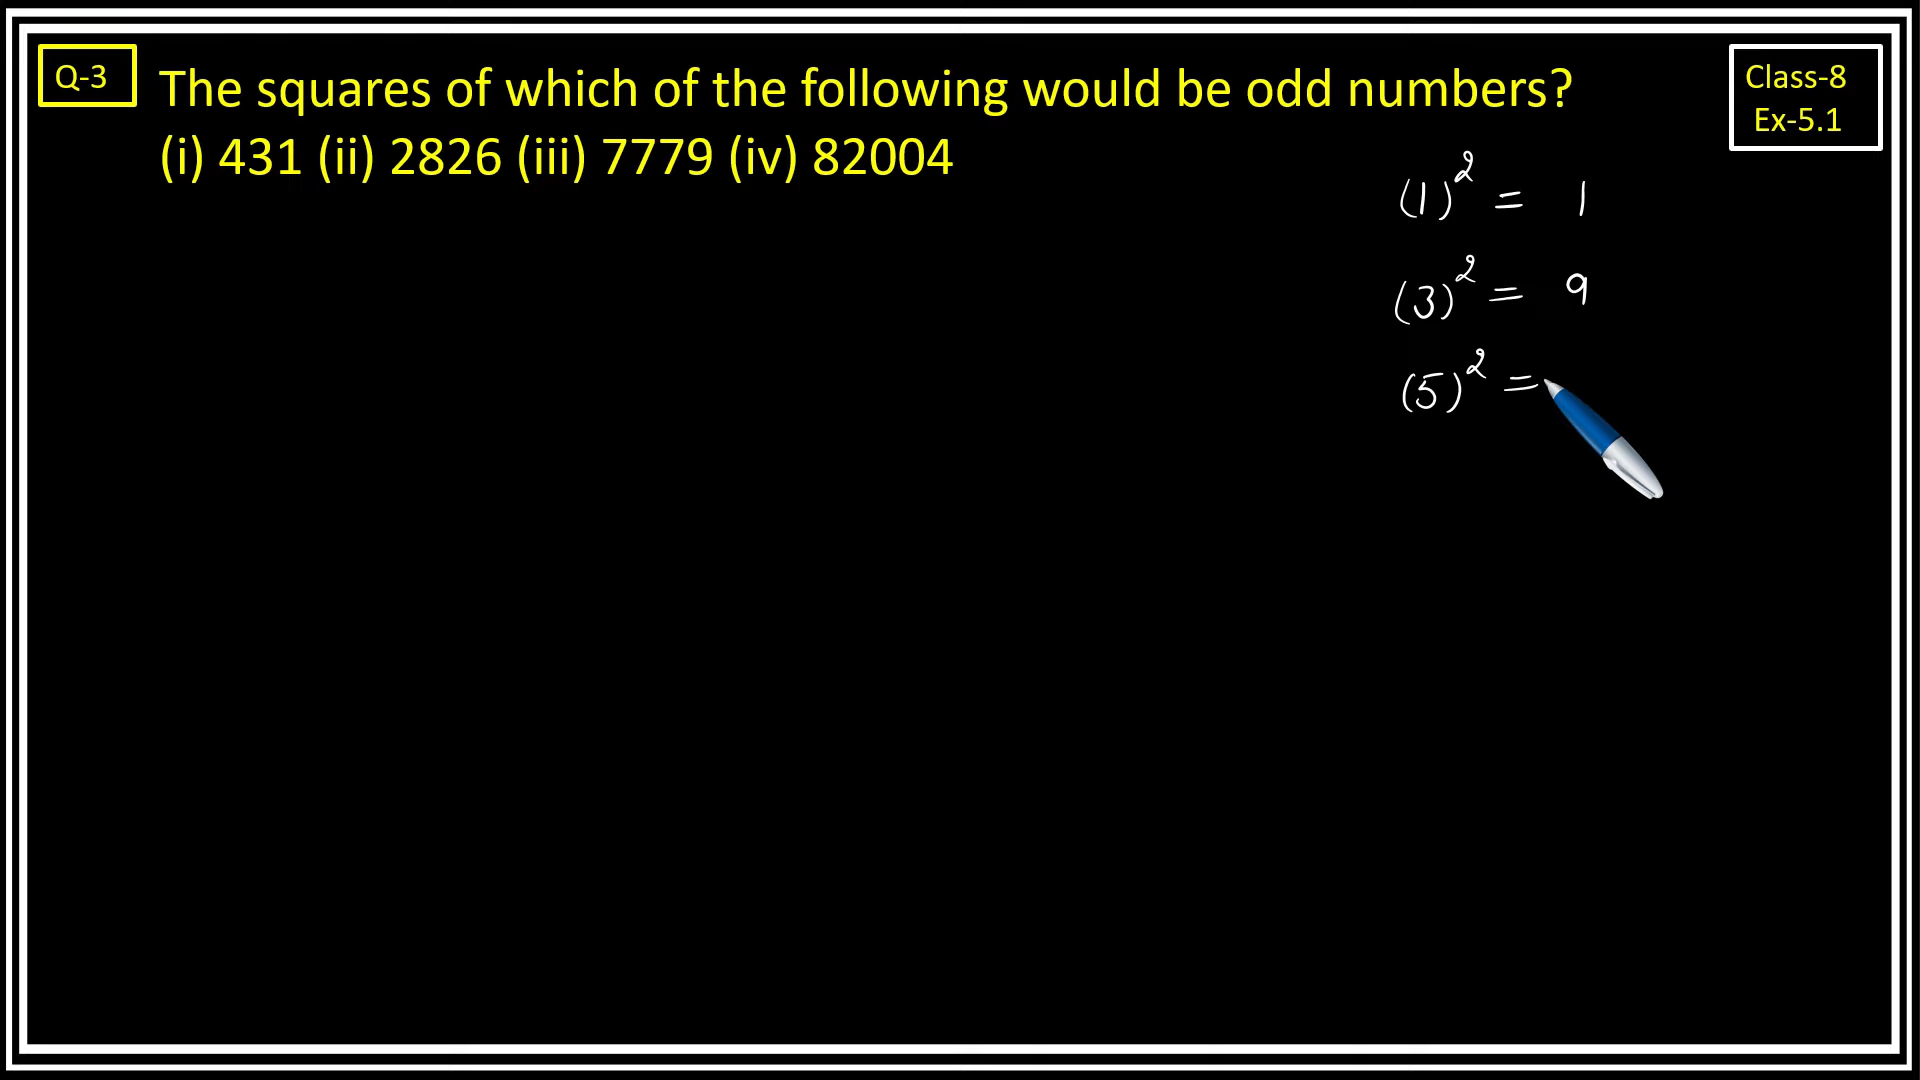 Q-3
The squares of which of the following would be odd numbers?
(i) 431 (ii) 2826 (iii) 7779 (iv) 82004
Class-8
Ex-5.1
(1)² = 1
(3)² = 9
(5)² =